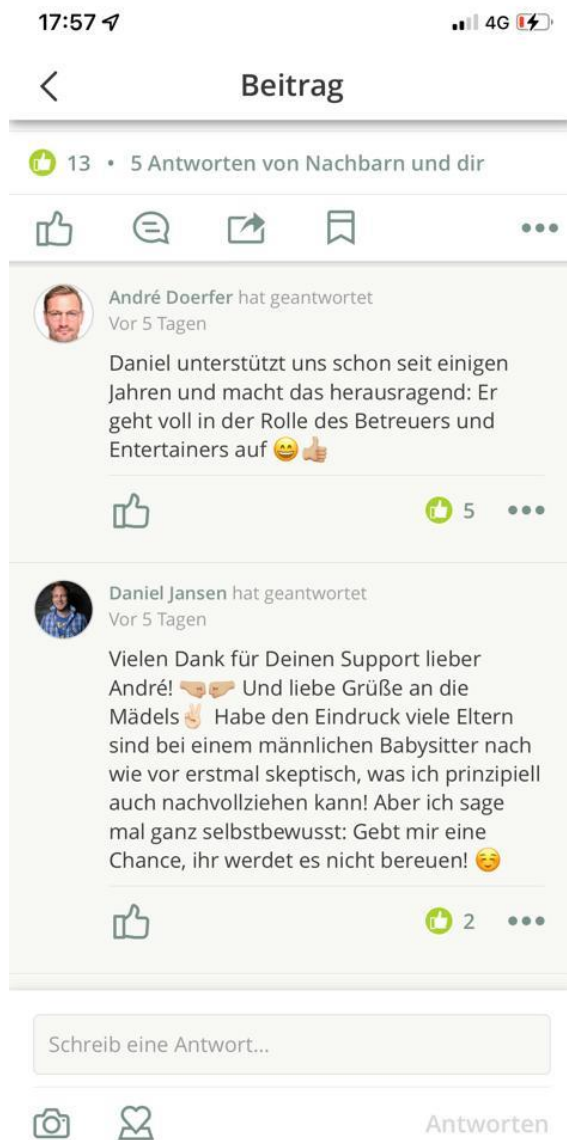 17:57
4G
Beitrag
13 • 5 Antworten von Nachbarn und dir
André Doerfer hat geantwortet
Vor 5 Tagen
Daniel unterstützt uns schon seit einigen
Jahren und macht das herausragend: Er
geht voll in der Rolle des Betreuers und
Entertainers auf 😄👍🏼
5
Daniel Jansen hat geantwortet
Vor 5 Tagen
Vielen Dank für Deinen Support lieber
André! 🤜🏼🤛🏼 Und liebe Grüße an die
Mädels✌🏻 Habe den Eindruck viele Eltern
sind bei einem männlichen Babysitter nach
wie vor erstmal skeptisch, was ich prinzipiell
auch nachvollziehen kann! Aber ich sage
mal ganz selbstbewusst: Gebt mir eine
Chance, ihr werdet es nicht bereuen! ☺️
2
Schreib eine Antwort...
Antworten